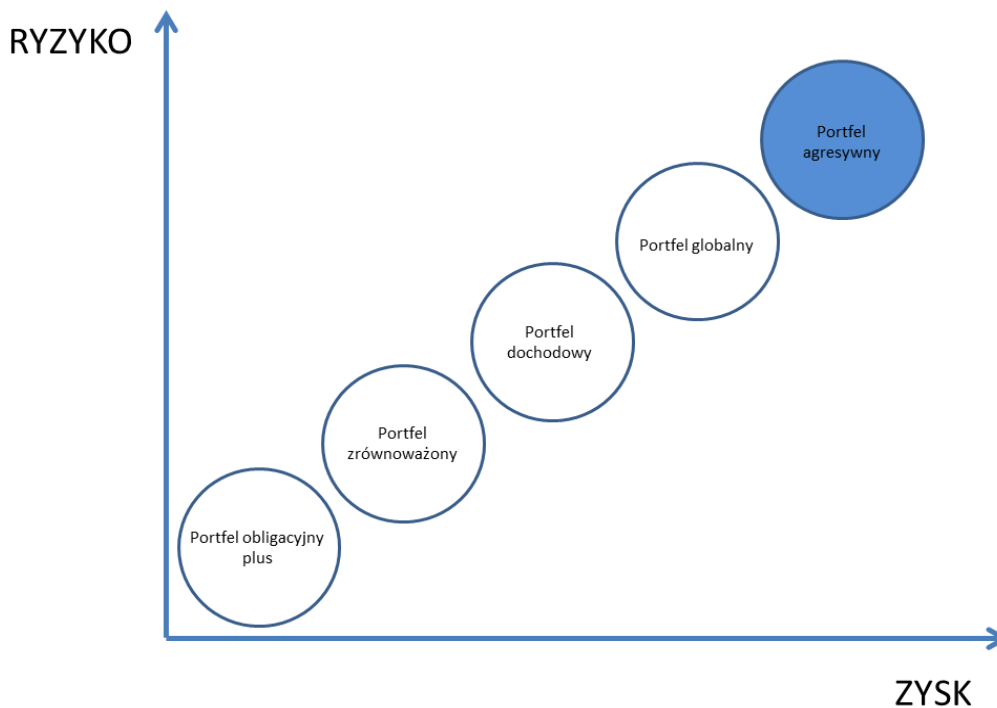 RYZYKO
Portfel
agresywny
Portfel globalny
Portfel
dochodowy
Portfel
zrównoważony
Portfel obligacyjny
plus
ZYSK